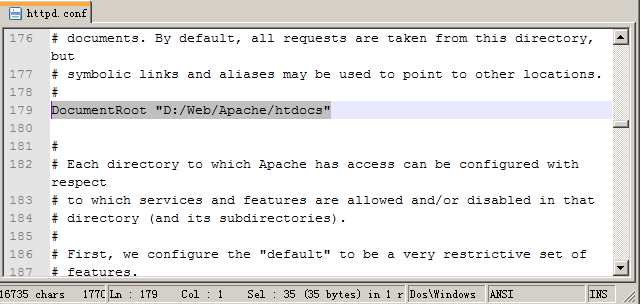 httpd.conf
176 # documents. By default, all requests are taken from this directory,
but
177 # symbolic links and aliases may be used to point to other locations.
178 #
179 DocumentRoot "D:/Web/Apache/htdocs"
180
181 #
182 # Each directory to which Apache has access can be configured with
respect
183 # to which services and features are allowed and/or disabled in that
184 # directory (and its subdirectories).
185 #
186 # First, we configure the "default" to be a very restrictive set of
187 # features.
16735 chars 1770 Ln : 179 Col : 1 Sel : 35 (35 bytes) in 1 r Dos\Windows ANSI INS